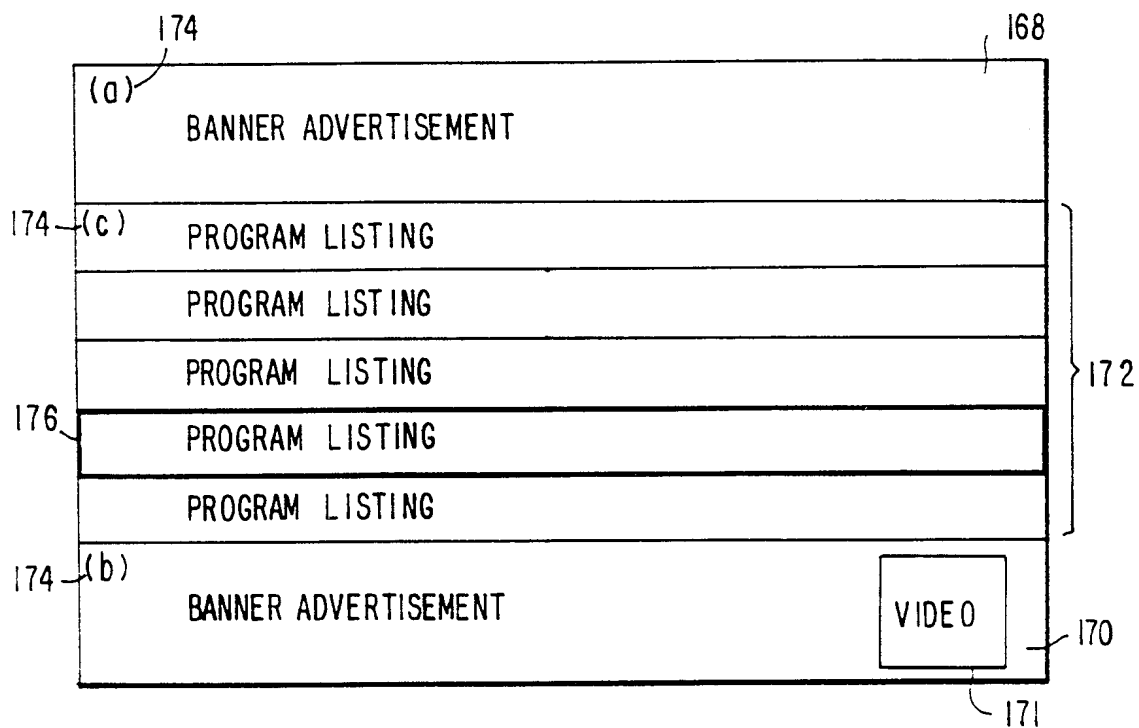 174
168
(a)
BANNER ADVERTISEMENT
174 (c) PROGRAM LISTING
PROGRAM LISTING
PROGRAM LISTING
172
176 PROGRAM LISTING
PROGRAM LISTING
174 (b)
BANNER ADVERTISEMENT
VIDEO
170
171